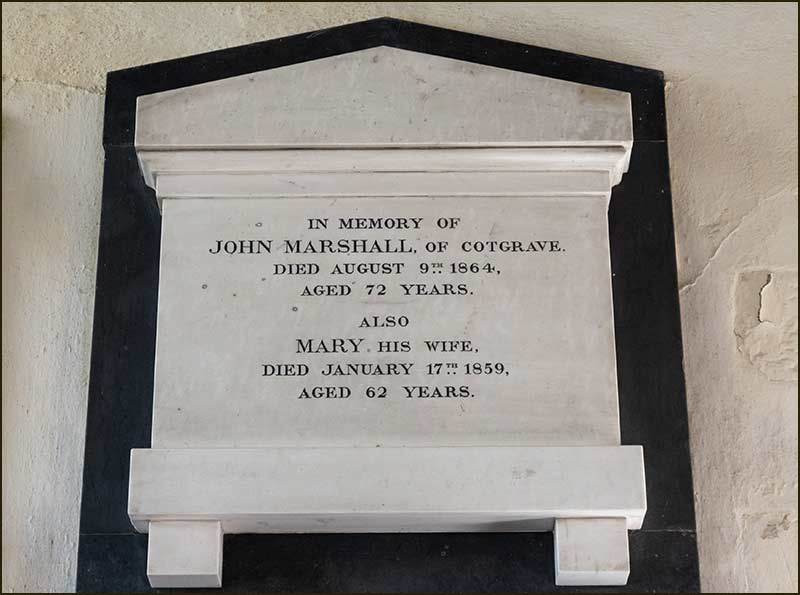 IN MEMORY OF
JOHN MARSHALL, OF COTGRAVE.
DIED AUGUST 9TH 1864,
AGED 72 YEARS.
ALSO
MARY HIS WIFE,
DIED JANUARY 17TH 1859,
AGED 62 YEARS.